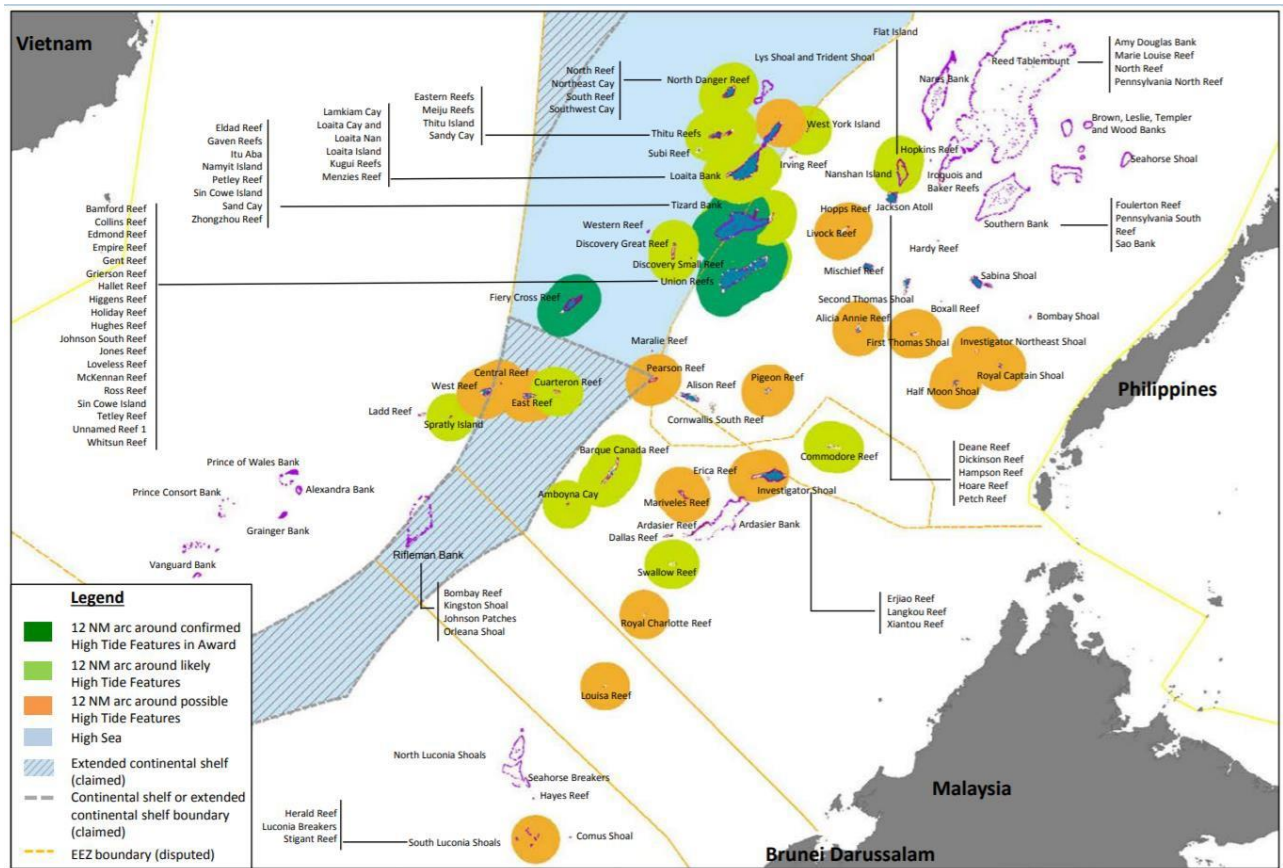 Vietnam
Flat Island
Lys Shoal and Trident Shoal
Reed Tablemount
Amy Douglas Bank
Marie Louise Reef
North Reef
Pennsylvania North Reef
North Reef
Northeast Cay
South Reef
Southwest Cay
North Danger Reef
Nares Bank
Eastern Reefs
Meiju Reefs
Thitu Island
Sandy Cay
Lamkiam Cay
Loaita Cay and
Loaita Nan
Loaita Island
Kugui Reefs
Menzies Reef
Eldad Reef
Gaven Reefs
Itu Aba
Namyit Island
Petley Reef
Sin Cowe Island
Sand Cay
Zhongzhou Reef
Thitu Reefs
West York Island
Subi Reef
Irving Reef
Loaita Bank
Brown, Leslie, Templer
and Wood Banks
Hopkins Reef
Seahorse Shoal
Nanshan Island
Iroquois and
Baker Reefs
Jackson Atoll
Tizard Bank
Southern Bank
Foulerton Reef
Pennsylvania South
Reef
Sao Bank
Bamford Reef
Collins Reef
Edmond Reef
Empire Reef
Gent Reef
Grierson Reef
Hallet Reef
Higgens Reef
Holiday Reef
Hughes Reef
Johnson South Reef
Jones Reef
Loveless Reef
McKennan Reef
Ross Reef
Sin Cowe Island
Tetley Reef
Unnamed Reef 1
Whitsun Reef
Western Reef
Discovery Great Reef
Discovery Small Reef
Union Reefs
Hopps Reef
Livock Reef
Hardy Reef
Mischief Reef
Sabina Shoal
Fiery Cross Reef
Second Thomas Shoal
Boxall Reef
Alicia Annie Reef
Bombay Shoal
First Thomas Shoal
Investigator Northeast Shoal
Maralie Reef
Royal Captain Shoal
Half Moon Shoal
Philippines
Pearson Reef
Central Reef
West Reef
Cuarteron Reef
East Reef
Alison Reef
Pigeon Reef
Cornwallis South Reef
Ladd Reef
Spratly Island
Barque Canada Reef
Commodore Reef
Deane Reef
Dickinson Reef
Hampson Reef
Hoare Reef
Petch Reef
Prince of Wales Bank
Alexandra Bank
Prince Consort Bank
Grainger Bank
Vanguard Bank
Amboyna Cay
Erica Reef
Investigator Shoal
Mariveles Reef
Ardasier Reef
Ardasier Bank
Dallas Reef
Rifleman Bank
Swallow Reef
Bombay Reef
Kingston Shoal
Johnson Patches
Orleana Shoal
Erjiao Reef
Langkou Reef
Xiantou Reef
Royal Charlotte Reef
Louisa Reef
North Luconia Shoals
Seahorse Breakers
Hayes Reef
Malaysia
Herald Reef
Luconia Breakers
Stigant Reef
South Luconia Shoals
Comus Shoal
Brunei Darussalam
Legend
12 NM arc around confirmed
High Tide Features in Award
12 NM arc around likely
High Tide Features
12 NM arc around possible
High Tide Features
High Sea
Extended continental shelf
(claimed)
Continental shelf or extended
continental shelf boundary
(claimed)
EEZ boundary (disputed)